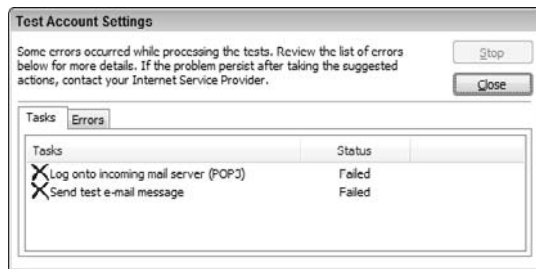 Test Account Settings
Some errors occurred while processing the tests. Review the list of errors
below for more details. If the problem persist after taking the suggested
actions, contact your Internet Service Provider.
Stop
Close
Tasks Errors
Tasks Status
Log onto incoming mail server (POP3) Failed
Send test e-mail message Failed